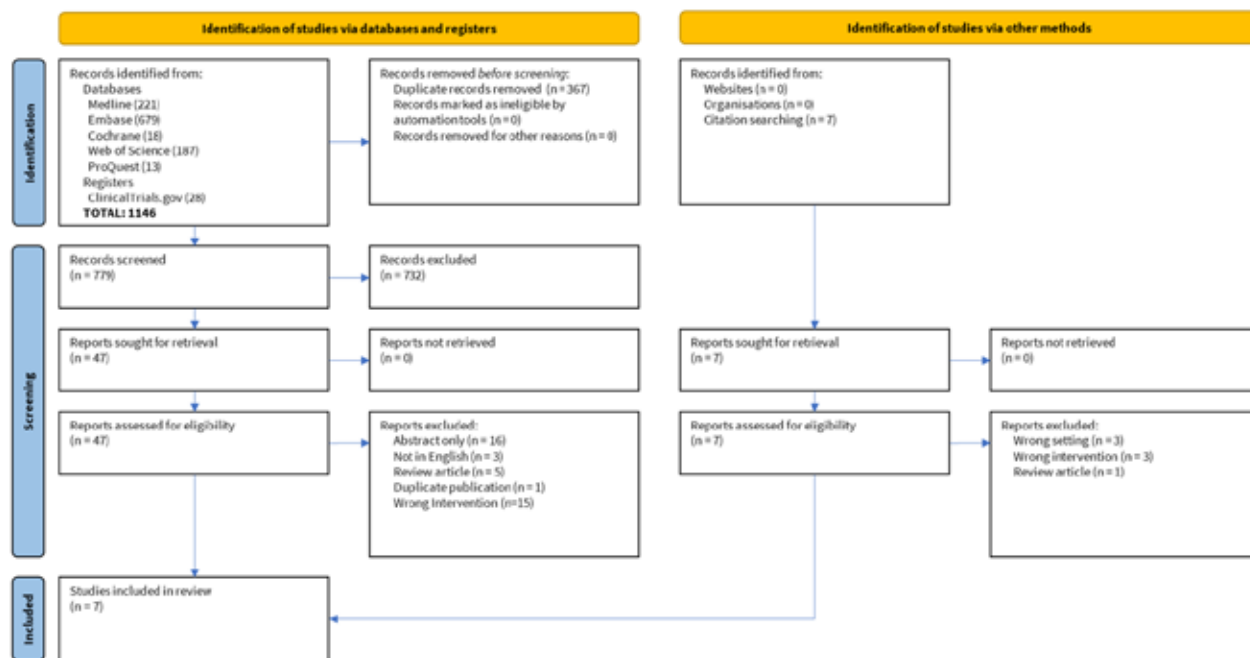 Identification of studies via databases and registers
Identification of studies via other methods
Identification
Records identified from:
Databases
Medline (221)
Embase (679)
Cochrane (18)
Web of Science (187)
ProQuest (13)
Registers
ClinicalTrials.gov (28)
TOTAL: 1146
Records removed before screening:
Duplicate records removed (n = 367)
Records marked as ineligible by
automation tools (n = 0)
Records removed for other reasons (n = 0)
Records identified from:
Websites (n = 0)
Organisations (n = 0)
Citation searching (n = 7)
Screening
Records screened
(n = 779)
Records excluded
(n = 732)
Reports sought for retrieval
(n = 47)
Reports not retrieved
(n = 0)
Reports sought for retrieval
(n = 7)
Reports not retrieved
(n = 0)
Reports assessed for eligibility
(n = 47)
Reports excluded:
Abstract only (n = 16)
Not in English (n = 3)
Review article (n = 5)
Duplicate publication (n = 1)
Wrong Intervention (n=15)
Reports assessed for eligibility
(n = 7)
Reports excluded:
Wrong setting (n = 3)
Wrong intervention (n = 3)
Review article (n = 1)
Included
Studies included in review
(n = 7)